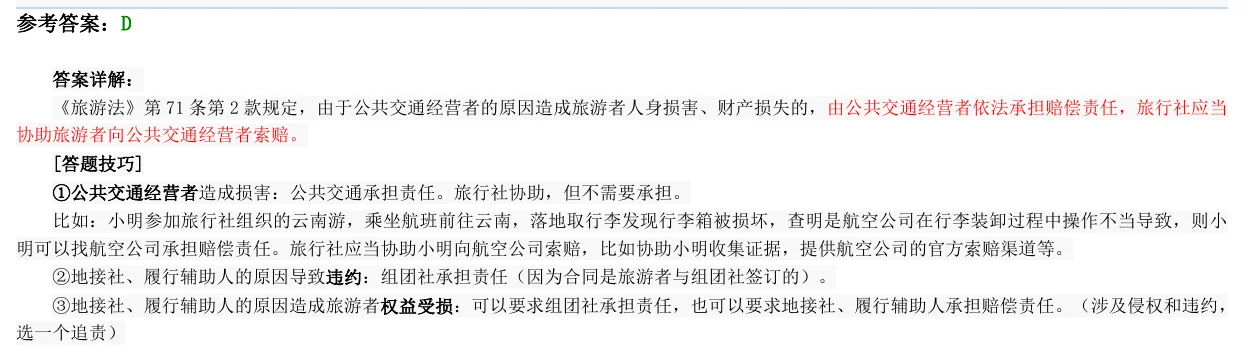 参考答案：D
答案详解：
《旅游法》第 71 条第 2 款规定，由于公共交通经营者的原因造成旅游者人身损害、财产损失的，由公共交通经营者依法承担赔偿责任，旅行社应当
协助旅游者向公共交通经营者索赔。
[答题技巧]
①公共交通经营者造成损害：公共交通承担责任。旅行社协助，但不需要承担。
比如：小明参加旅行社组织的云南游，乘坐航班前往云南，落地取行李发现行李箱被损坏，查明是航空公司在行李装卸过程中操作不当导致，则小
明可以找航空公司承担赔偿责任。旅行社应当协助小明向航空公司索赔，比如协助小明收集证据，提供航空公司的官方索赔渠道等。
②地接社、履行辅助人的原因导致违约：组团社承担责任（因为合同是旅游者与组团社签订的）。
③地接社、履行辅助人的原因造成旅游者权益受损：可以要求组团社承担责任，也可以要求地接社、履行辅助人承担赔偿责任。（涉及侵权和违约，
选一个追责）